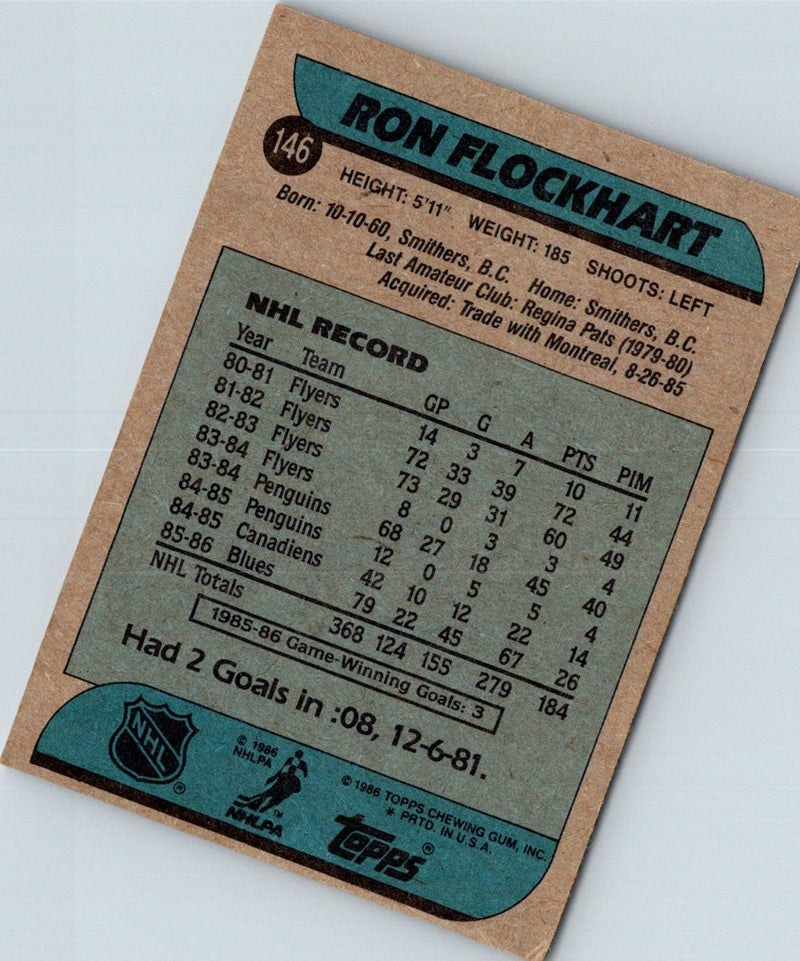 RON FLOCKHART
146
HEIGHT: 5'11" WEIGHT: 185 SHOOTS: LEFT
Born: 10-10-60, Smithers, B.C. Home: Smithers, B.C.
Last Amateur Club: Regina Pats (1979-80)
Acquired: Trade with Montreal, 8-26-85
NHL RECORD
Year Team GP G A PTS PIM
80-81 Flyers 14 3 7 10 11
81-82 Flyers 72 33 39 72 44
82-83 Flyers 73 29 31 60 49
83-84 Flyers 8 0 3 3 4
83-84 Penguins 68 27 18 45 40
84-85 Penguins 12 0 5 5 4
84-85 Canadiens 42 10 12 22 14
85-86 Blues 79 22 45 67 26
NHL Totals 368 124 155 279 184
1985-86 Game-Winning Goals: 3
Had 2 Goals in :08, 12-6-81.
NHL ®
© 1986
NHLPA
TM
NHLPA
© 1986 TOPPS CHEWING GUM, INC.
* PRTD. IN U.S.A.
TOPPS ®